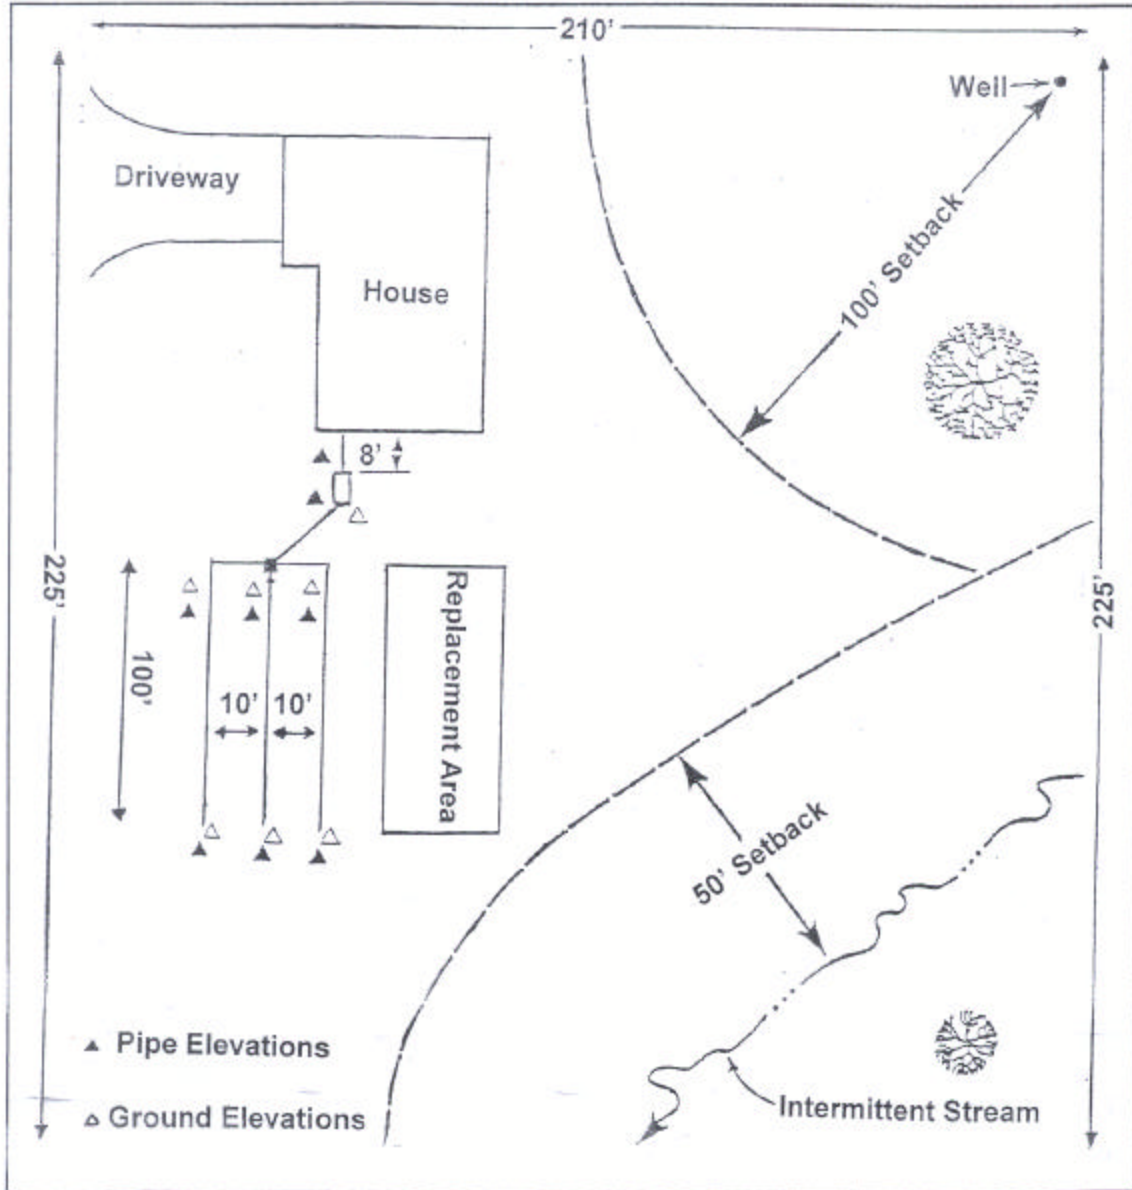 210'
Well
Driveway
100' Setback
House
8'
225'
225'
Replacement Area
100'
10' 10'
50' Setback
Pipe Elevations
Ground Elevations
Intermittent Stream